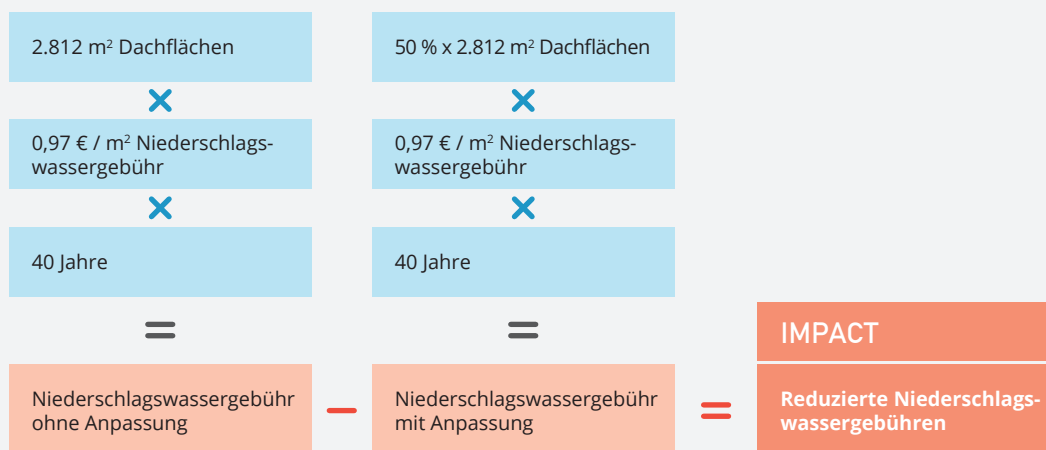 2.812 m² Dachflächen
×
0,97 € / m² Niederschlags-
wassergebühr
×
40 Jahre
=
Niederschlagswassergebühr
ohne Anpassung
–
50 % x 2.812 m² Dachflächen
×
0,97 € / m² Niederschlags-
wassergebühr
×
40 Jahre
=
Niederschlagswassergebühr
mit Anpassung
=
IMPACT
Reduzierte Niederschlags-
wassergebühren